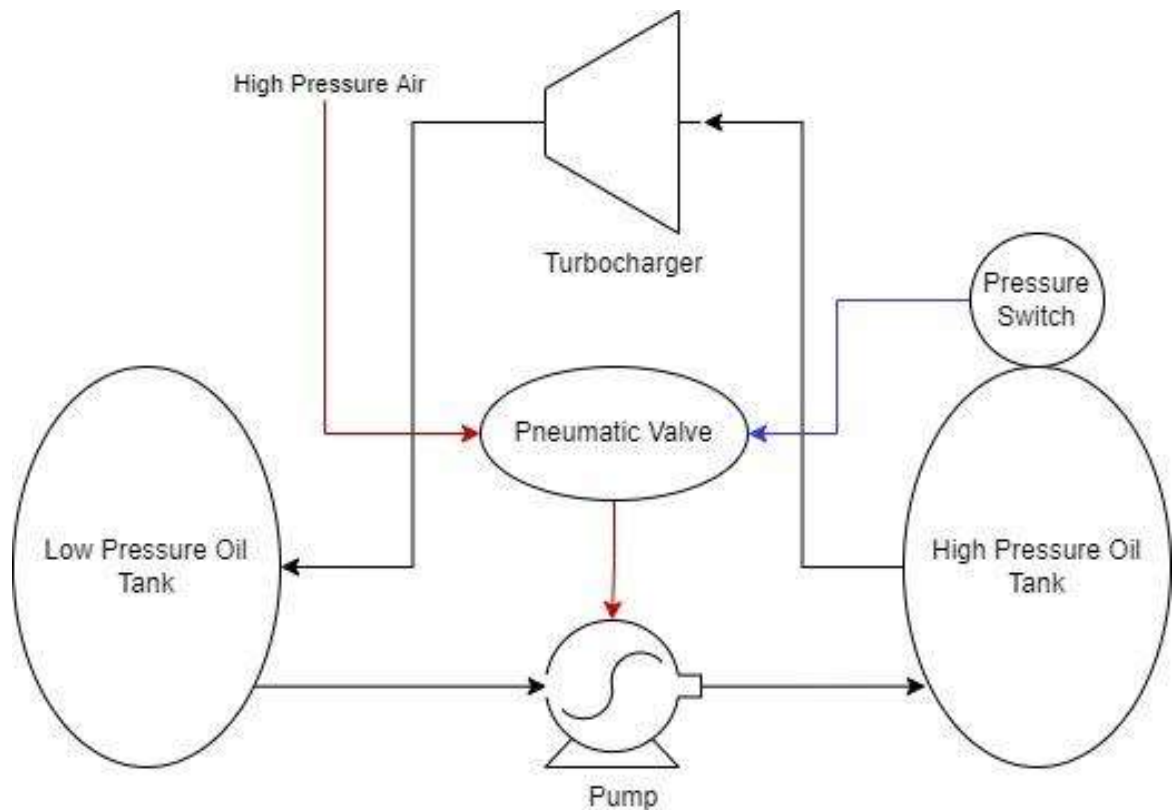 High Pressure Air
Turbocharger
Pressure
Switch
Pneumatic Valve
Low Pressure Oil
Tank
High Pressure Oil
Tank
Pump